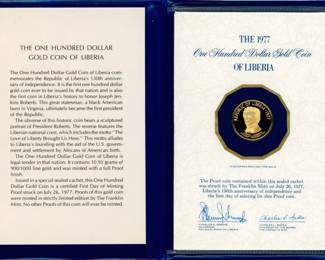 THE ONE HUNDRED DOLLAR
GOLD COIN OF LIBERIA
The One Hundred Dollar Gold Coin of Liberia com-
memorates the Republic of Liberia's 130th anniver-
sary of independence. It is the first one hundred dollar
gold coin ever to be issued by that nation and is also
the first coin in Liberia's history to honor Joseph Jen-
kins Roberts. This great statesman, a black American
born in Virginia, ultimately became the first president
of the Republic.
The obverse of this historic coin bears a sculptured
portrait of President Roberts. The reverse features the
Liberian national crest, which includes the motto: "The
Love of Liberty Brought Us Here." This motto alludes
to Liberia's founding with the aid of the U.S. govern-
ment and settlement by Africans of American birth.
The One Hundred Dollar Gold Coin of Liberia is
legal tender in that nation. It contains 10.93 grams of
900/1000 fine gold and was minted with a full Proof
finish.
Issued in a special sealed cachet, this One Hundred
Dollar Gold Coin is a certified First Day of Minting
Proof struck on July 26, 1977. Proofs of this gold coin
were minted in strictly limited edition by The Franklin
Mint. No other Proofs of this coin will be minted.
THE 1977
One Hundred Dollar Gold Coin
OF LIBERIA
REPUBLIC OF LIBERIA 1977
The Proof coin contained within this sealed cachet
was struck by The Franklin Mint on July 26, 1977,
Liberia's 130th anniversary of independence and
the first day of minting for this Proof coin.